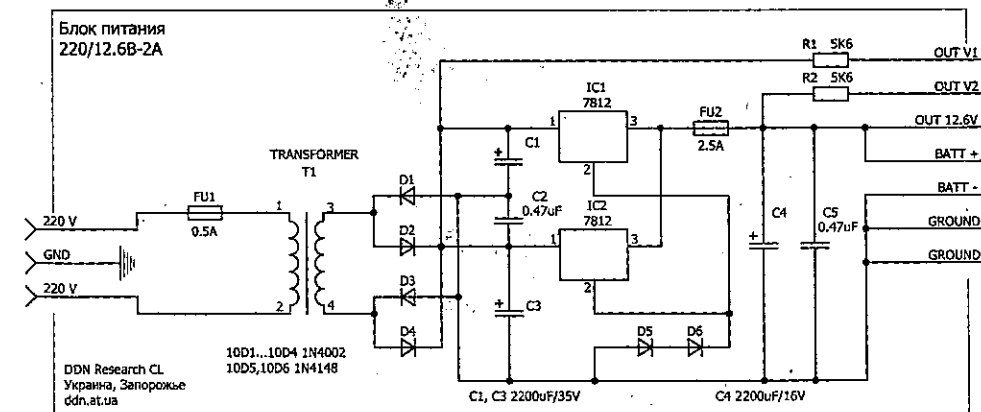 Блок питания
220/12.6В-2А
R1 5K6
OUT V1
R2 5K6
OUT V2
IC1
7812
1
3
2
FU2
2.5A
OUT 12.6V
BATT +
BATT -
GROUND
GROUND
+
C1
C2
0.47uF
IC2
7812
1
3
2
+
C3
+
C4
C5
0.47uF
TRANSFORMER
T1
1
3
2
4
D1
D2
D3
D4
D5
D6
FU1
0.5A
220 V
GND
220 V
10D1...10D4 1N4002
10D5,10D6 1N4148
C1, C3 2200uF/35V
C4 2200uF/16V
DDN Research CL
Украина, Запорожье
ddn.at.ua